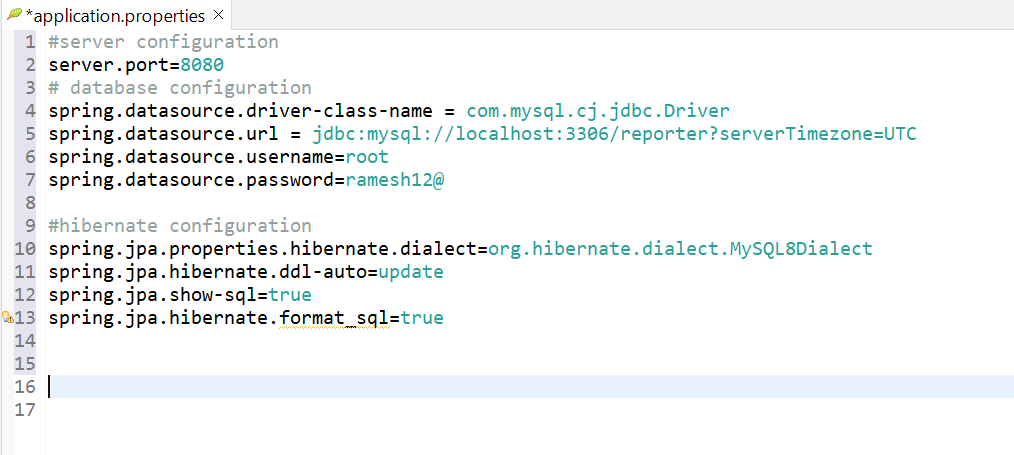 *application.properties
1 #server configuration
2 server.port=8080
3 # database configuration
4 spring.datasource.driver-class-name = com.mysql.cj.jdbc.Driver
5 spring.datasource.url = jdbc:mysql://localhost:3306/reporter?serverTimezone=UTC
6 spring.datasource.username=root
7 spring.datasource.password=ramesh12@
8
9 #hibernate configuration
10 spring.jpa.properties.hibernate.dialect=org.hibernate.dialect.MySQL8Dialect
11 spring.jpa.hibernate.ddl-auto=update
12 spring.jpa.show-sql=true
13 spring.jpa.hibernate.format_sql=true
14
15
16
17